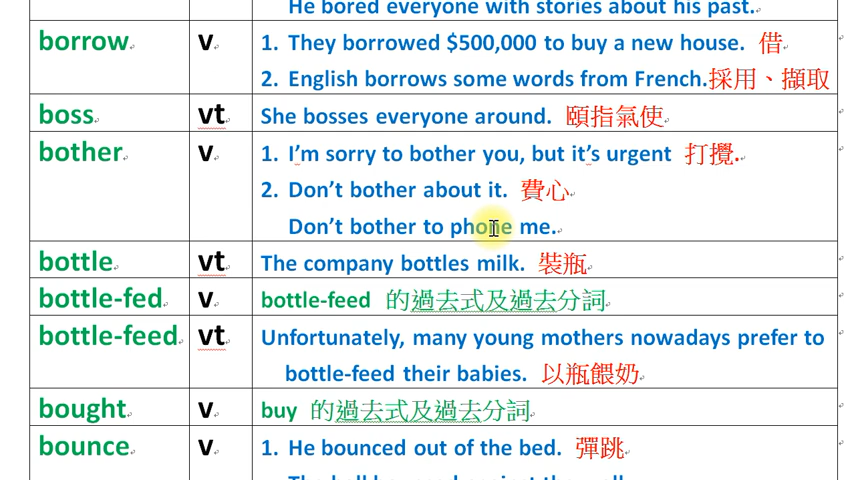 He bored everyone with stories about his past.
borrow v 1. They borrowed $500,000 to buy a new house. 借
2. English borrows some words from French.採用、擷取
boss vt She bosses everyone around. 頤指氣使
bother v 1. I'm sorry to bother you, but it's urgent 打攪.
2. Don't bother about it. 費心
Don't bother to phone me.
bottle vt The company bottles milk. 裝瓶
bottle-fed v bottle-feed 的過去式及過去分詞
bottle-feed vt Unfortunately, many young mothers nowadays prefer to
bottle-feed their babies. 以瓶餵奶
bought v buy 的過去式及過去分詞
bounce v 1. He bounced out of the bed. 彈跳